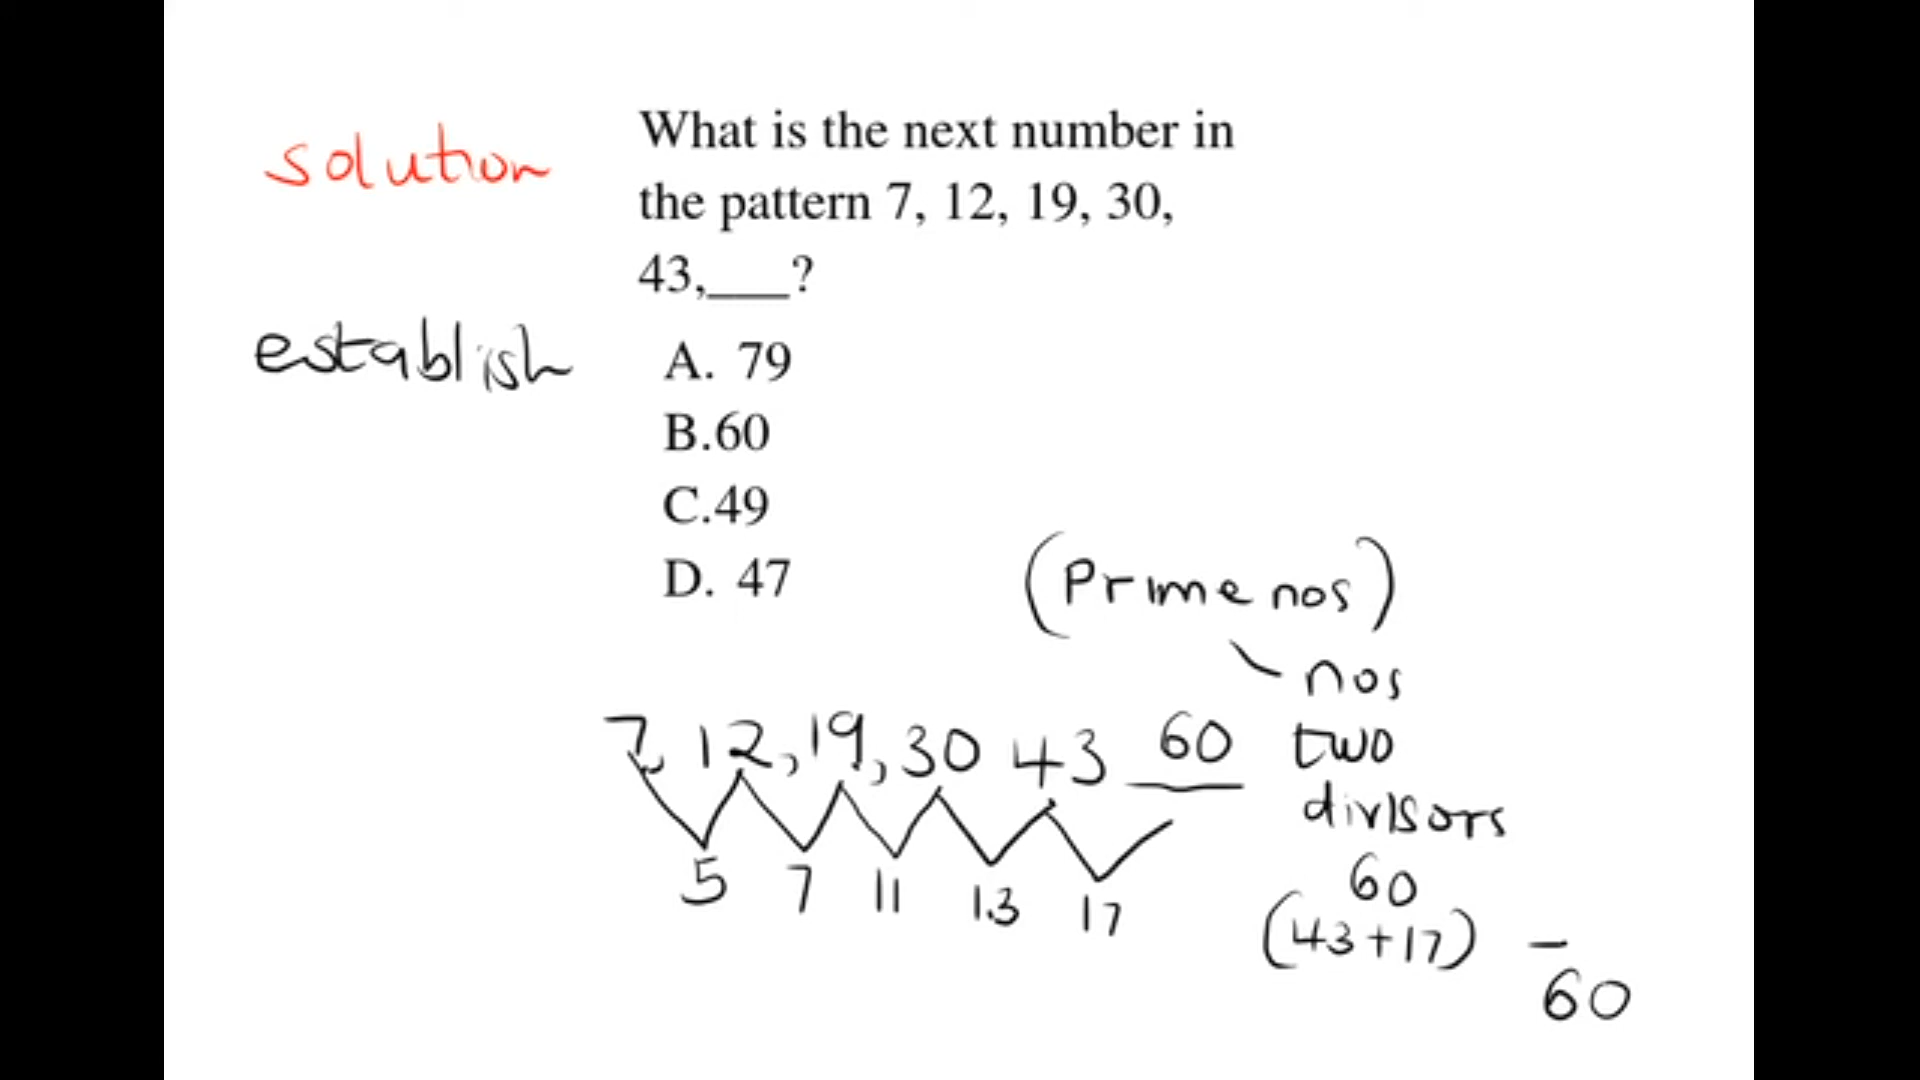 solution
What is the next number in
the pattern 7, 12, 19, 30,
43,___?
establish
A. 79
B.60
C.49
D. 47
(Prime nos)
nos
two
divisors
7, 12, 19, 30 43 60
5 7 11 13 17
60
(43+17) –
60